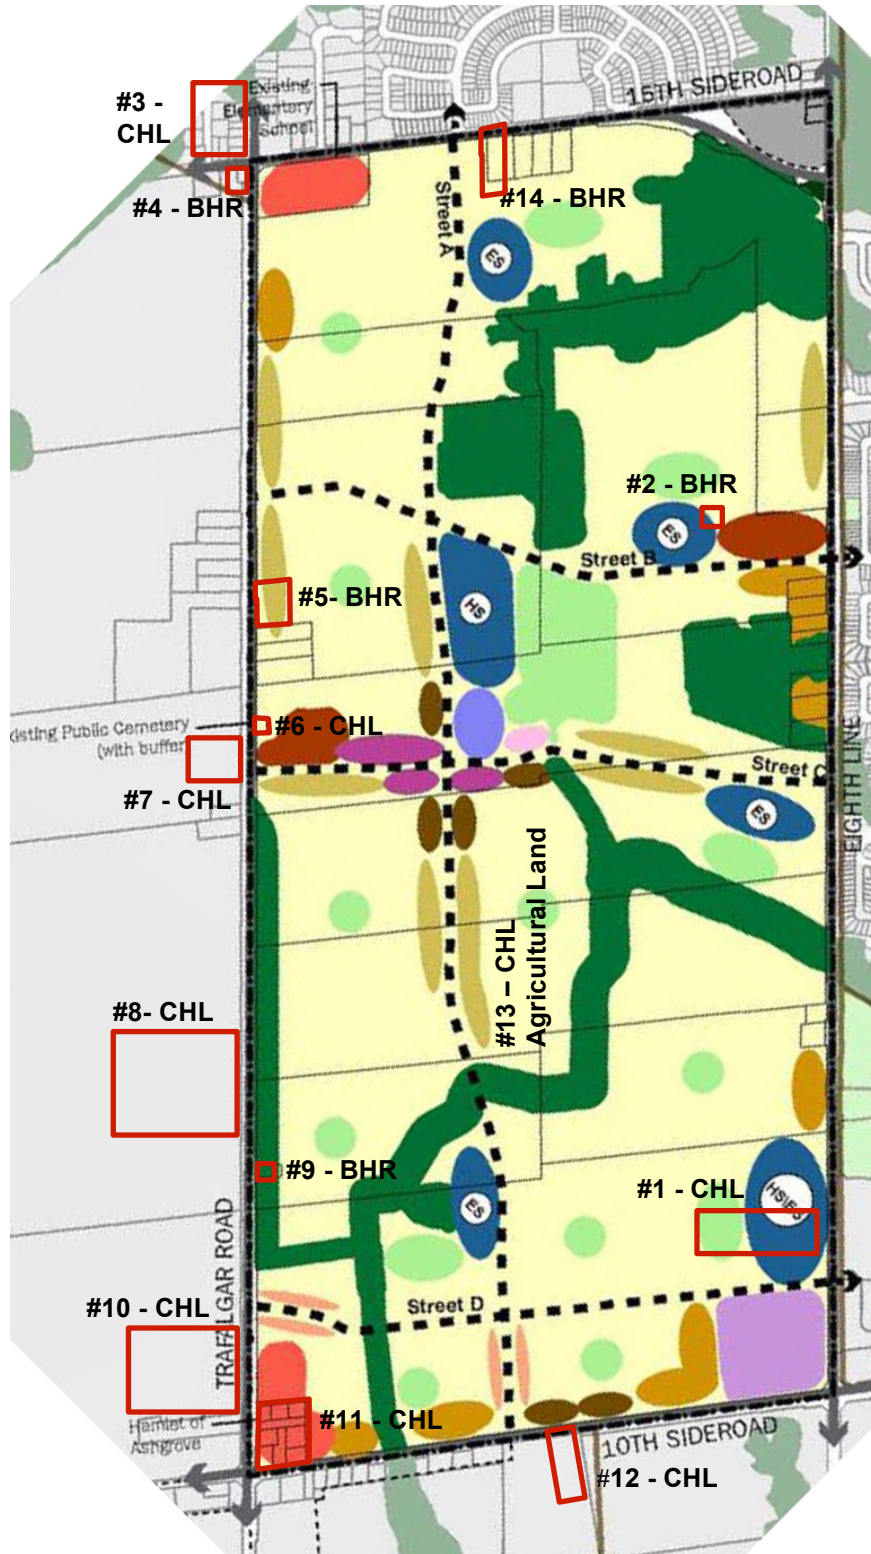 #3 -
CHL
Existing
Elementary
School
15TH SIDEROAD
#4 - BHR
Street A
#14 - BHR
ES
#2 - BHR
ES
Street B
#5- BHR
HS
Existing Public Cemetery
(with buffer
#6 - CHL
#7 - CHL
Street C
EIGHTH LINE
ES
#13 – CHL
Agricultural Land
#8- CHL
#9 - BHR
ES
#1 - CHL
HS\ES
TRAFALGAR ROAD
#10 - CHL
Street D
Hamlet of
Ashgrove
#11 - CHL
10TH SIDEROAD
#12 - CHL